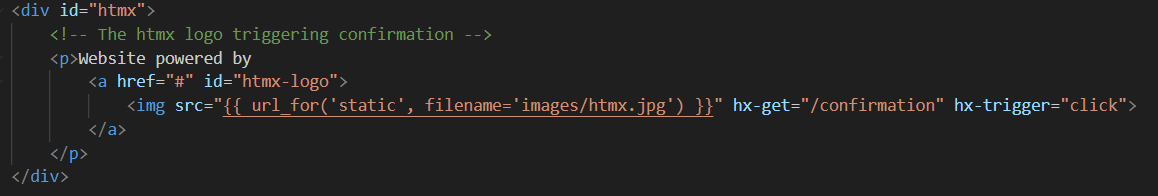 <div id="htmx">
<!-- The htmx logo triggering confirmation -->
<p>Website powered by
<a href="#" id="htmx-logo">
<img src="{{ url_for('static', filename='images/htmx.jpg') }}" hx-get="/confirmation" hx-trigger="click">
</a>
</p>
</div>